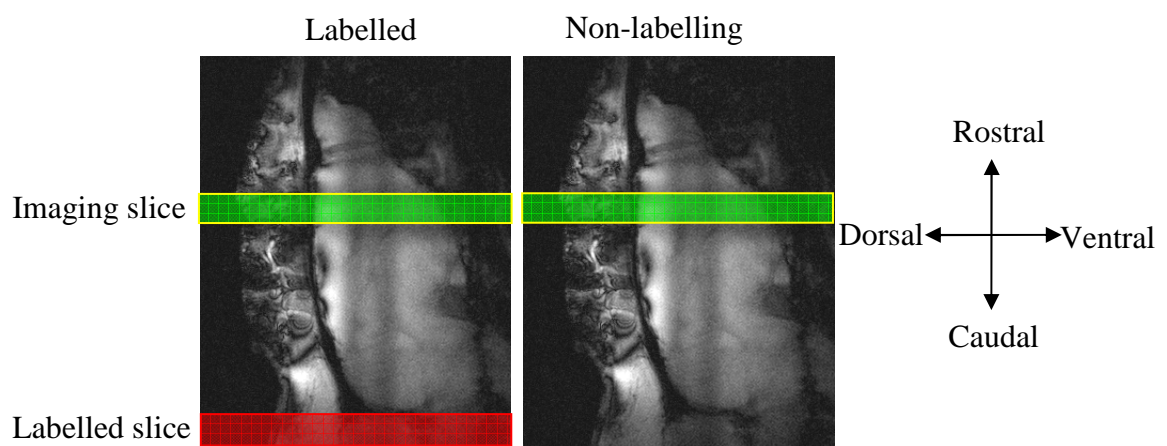 Labelled
Non-labelling
Imaging slice
Labelled slice
Rostral
Dorsal
Ventral
Caudal